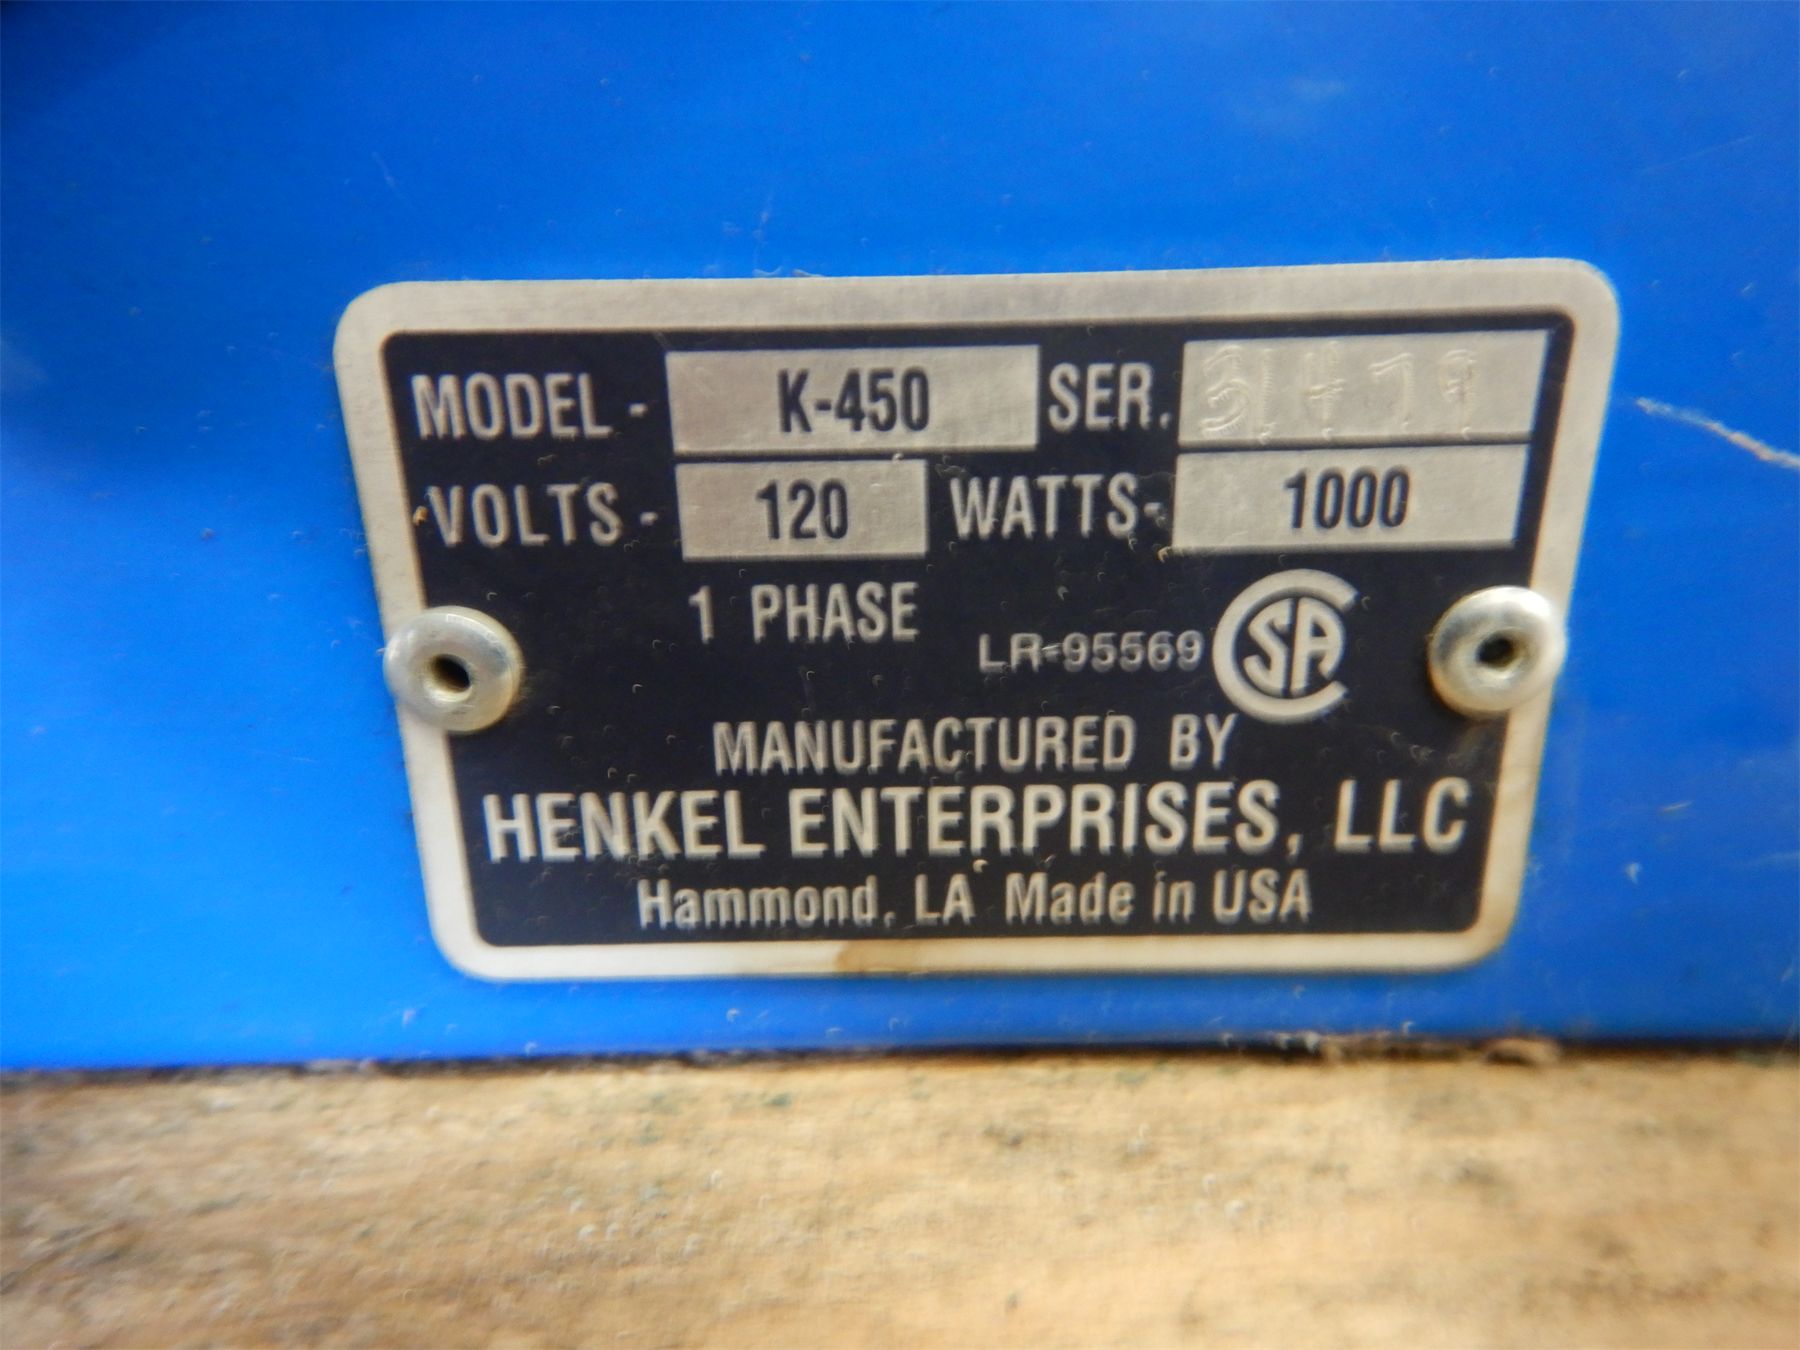 MODEL - K-450 SER.
VOLTS - 120 WATTS- 1000
1 PHASE
LR-95569 CSA
MANUFACTURED BY
HENKEL ENTERPRISES, LLC
Hammond, LA Made in USA